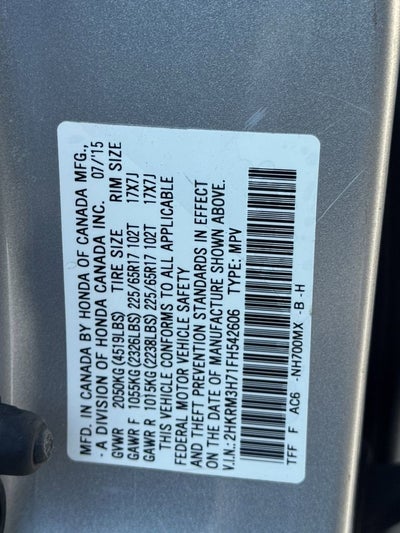 MFD. IN CANADA BY HONDA OF CANADA MFG.,
-A DIVISION OF HONDA CANADA INC. 07/'15
GVWR 2050KG (4519LBS) TIRE SIZE RIM SIZE
GAWR F 1055KG (2326LBS) 225/65R17 102T 17X7J
GAWR R 1015KG (2238LBS) 225/65R17 102T 17X7J
THIS VEHICLE CONFORMS TO ALL APPLICABLE
FEDERAL MOTOR VEHICLE SAFETY
AND THEFT PREVENTION STANDARDS IN EFFECT
ON THE DATE OF MANUFACTURE SHOWN ABOVE.
V.I.N.: 2HKRM3H71FH542606 TYPE: MPV
TFF F AC6 -NH700MX -B -H